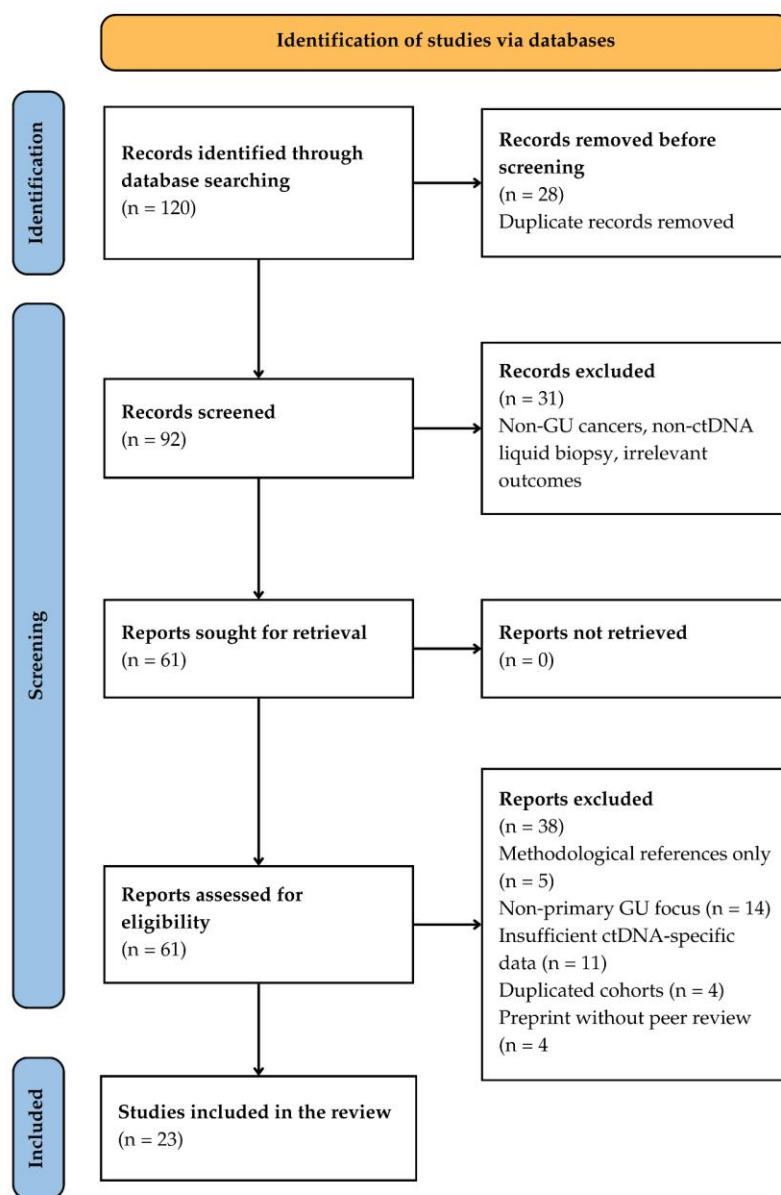 Identification of studies via databases
Identification
Records identified through
database searching
(n = 120)
Records removed before
screening
(n = 28)
Duplicate records removed
Screening
Records screened
(n = 92)
Records excluded
(n = 31)
Non-GU cancers, non-ctDNA
liquid biopsy, irrelevant
outcomes
Reports sought for retrieval
(n = 61)
Reports not retrieved
(n = 0)
Reports assessed for
eligibility
(n = 61)
Reports excluded
(n = 38)
Methodological references only
(n = 5)
Non-primary GU focus (n = 14)
Insufficient ctDNA-specific
data (n = 11)
Duplicated cohorts (n = 4)
Preprint without peer review
(n = 4
Included
Studies included in the review
(n = 23)